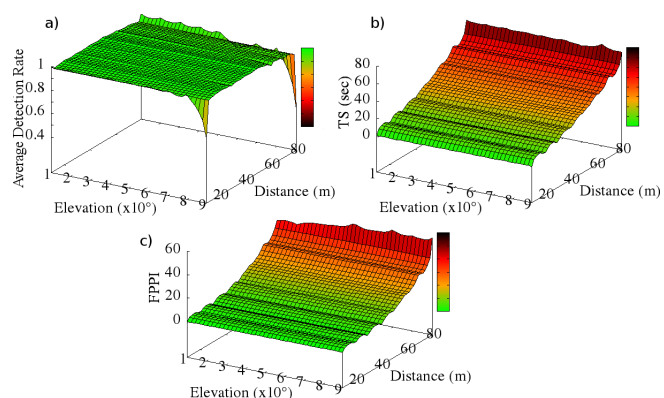 a)
Average Detection Rate
1
0.8
0.6
0.4
1 2 3 4 5 6 7 8 9
Elevation (x10°)
20 40 60 80
Distance (m)
b)
TS (sec)
80
60
40
20
0
1 2 3 4 5 6 7 8 9
Elevation (x10°)
20 40 60 80
Distance (m)
c)
FPPI
60
40
20
0
1 2 3 4 5 6 7 8 9
Elevation (x10°)
20 40 60 80
Distance (m)